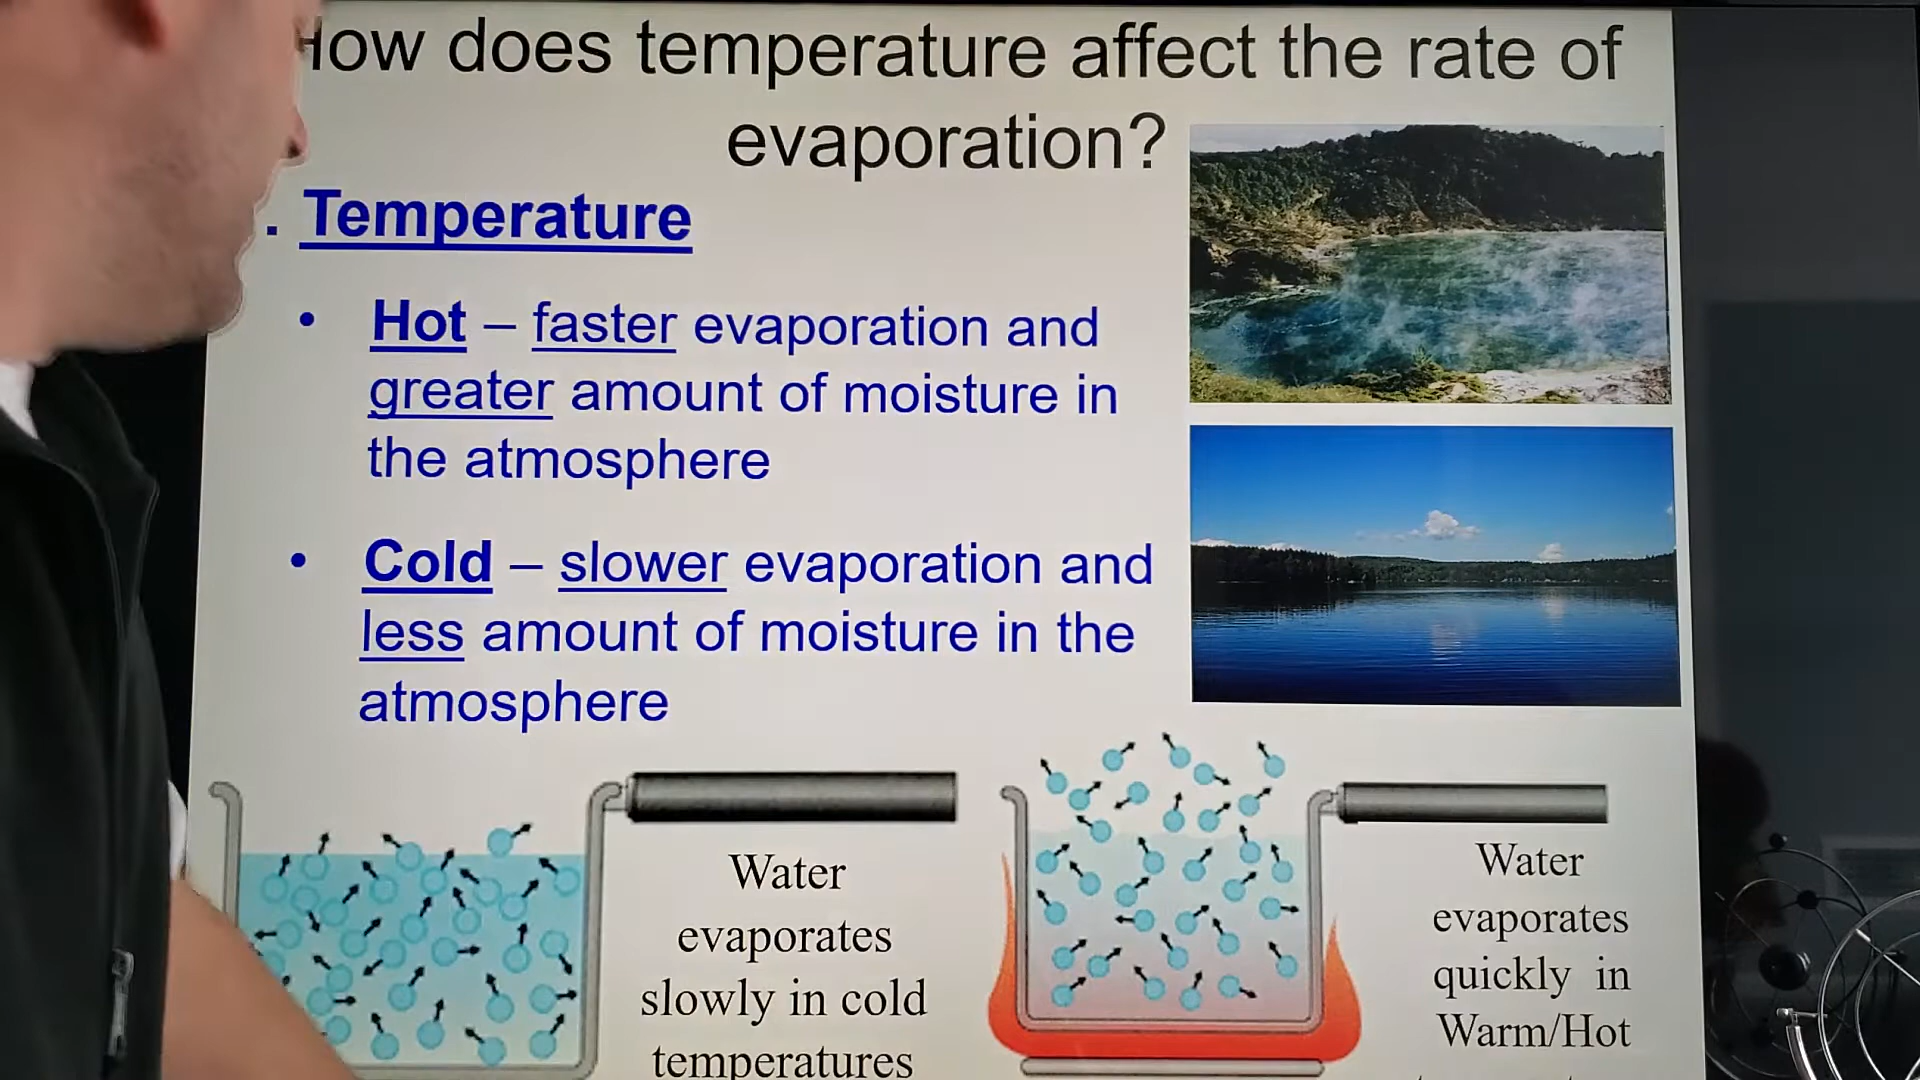 How does temperature affect the rate of
evaporation?
. Temperature
• Hot – faster evaporation and
greater amount of moisture in
the atmosphere
• Cold – slower evaporation and
less amount of moisture in the
atmosphere
Water
evaporates
slowly in cold
temperatures
Water
evaporates
quickly in
Warm/Hot